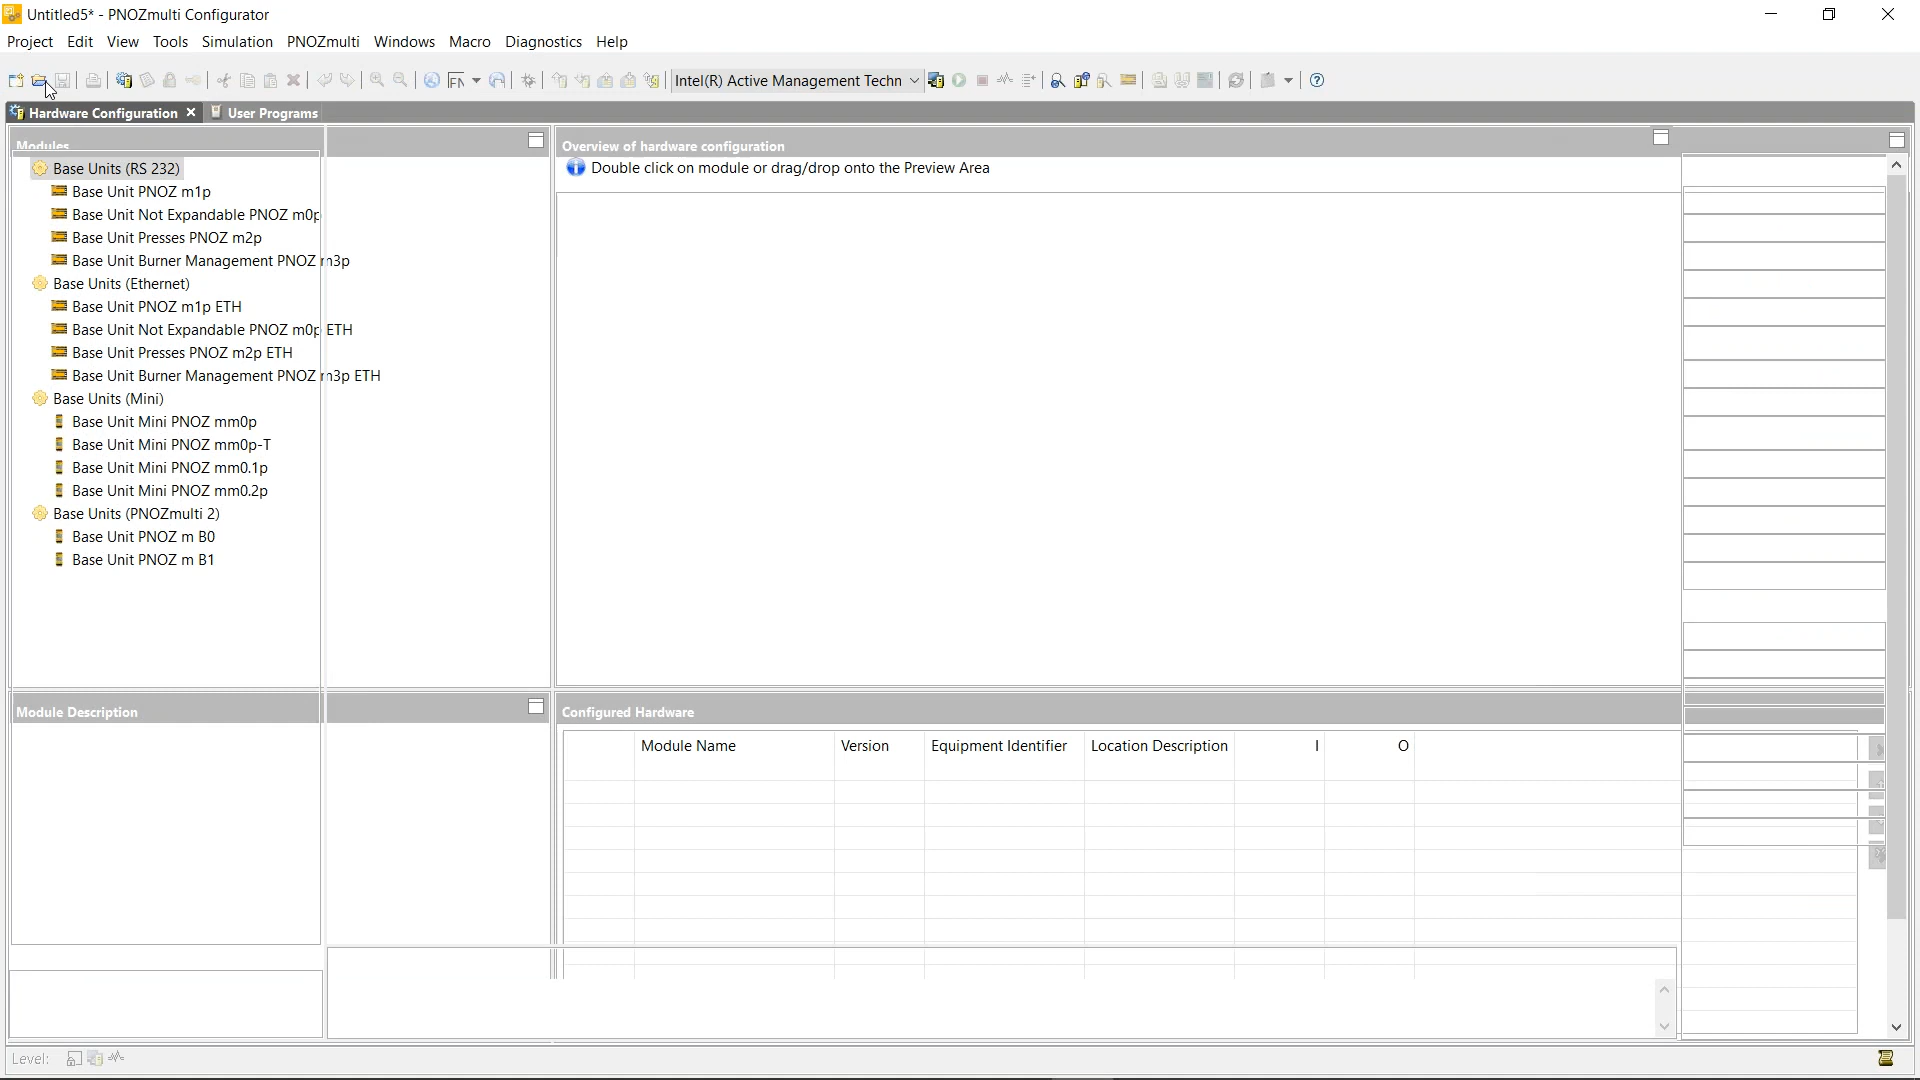 Untitled5* - PNOZmulti Configurator
Project Edit View Tools Simulation PNOZmulti Windows Macro Diagnostics Help
Intel(R) Active Management Techn
Hardware Configuration
User Programs
Modules
Base Units (RS 232)
Base Unit PNOZ m1p
Base Unit Not Expandable PNOZ m0p
Base Unit Presses PNOZ m2p
Base Unit Burner Management PNOZ m3p
Base Units (Ethernet)
Base Unit PNOZ m1p ETH
Base Unit Not Expandable PNOZ m0p ETH
Base Unit Presses PNOZ m2p ETH
Base Unit Burner Management PNOZ m3p ETH
Base Units (Mini)
Base Unit Mini PNOZ mm0p
Base Unit Mini PNOZ mm0p-T
Base Unit Mini PNOZ mm0.1p
Base Unit Mini PNOZ mm0.2p
Base Units (PNOZmulti 2)
Base Unit PNOZ m B0
Base Unit PNOZ m B1
Overview of hardware configuration
Double click on module or drag/drop onto the Preview Area
Module Description
Configured Hardware
Module Name Version Equipment Identifier Location Description I O
Level: